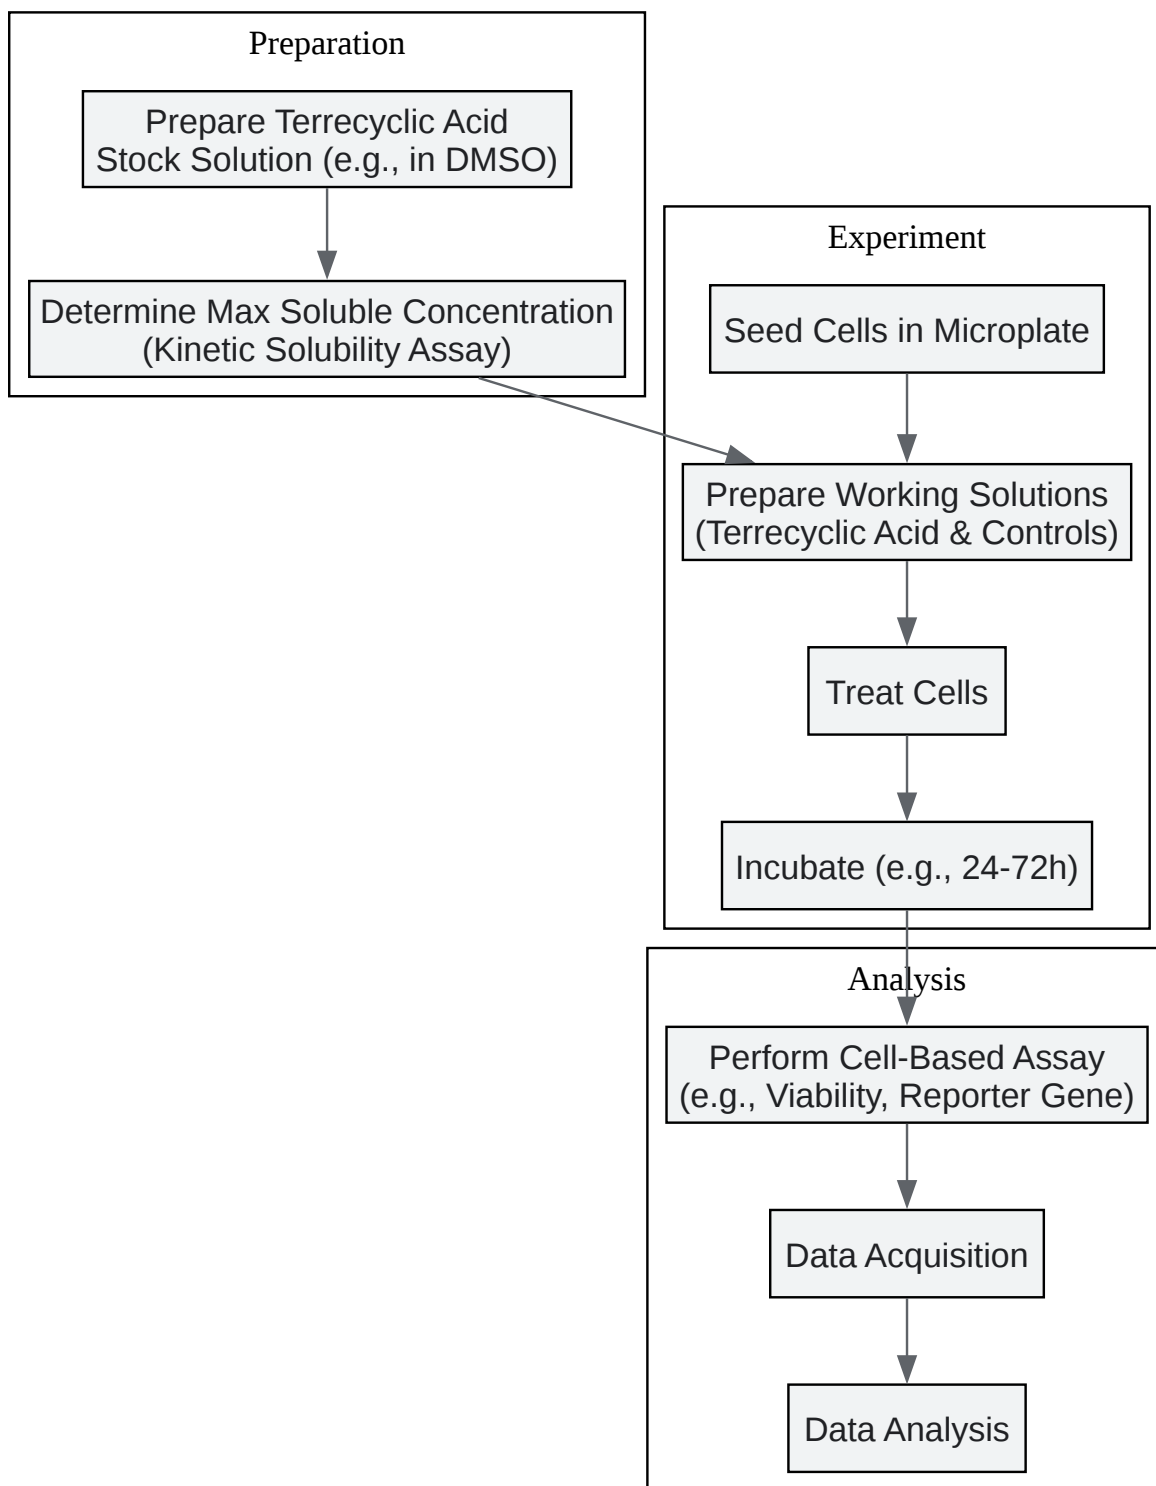 Preparation
Prepare Terrecyclic Acid
Stock Solution (e.g., in DMSO)
Determine Max Soluble Concentration
(Kinetic Solubility Assay)
Experiment
Seed Cells in Microplate
Prepare Working Solutions
(Terrecyclic Acid & Controls)
Treat Cells
Incubate (e.g., 24-72h)
Analysis
Perform Cell-Based Assay
(e.g., Viability, Reporter Gene)
Data Acquisition
Data Analysis